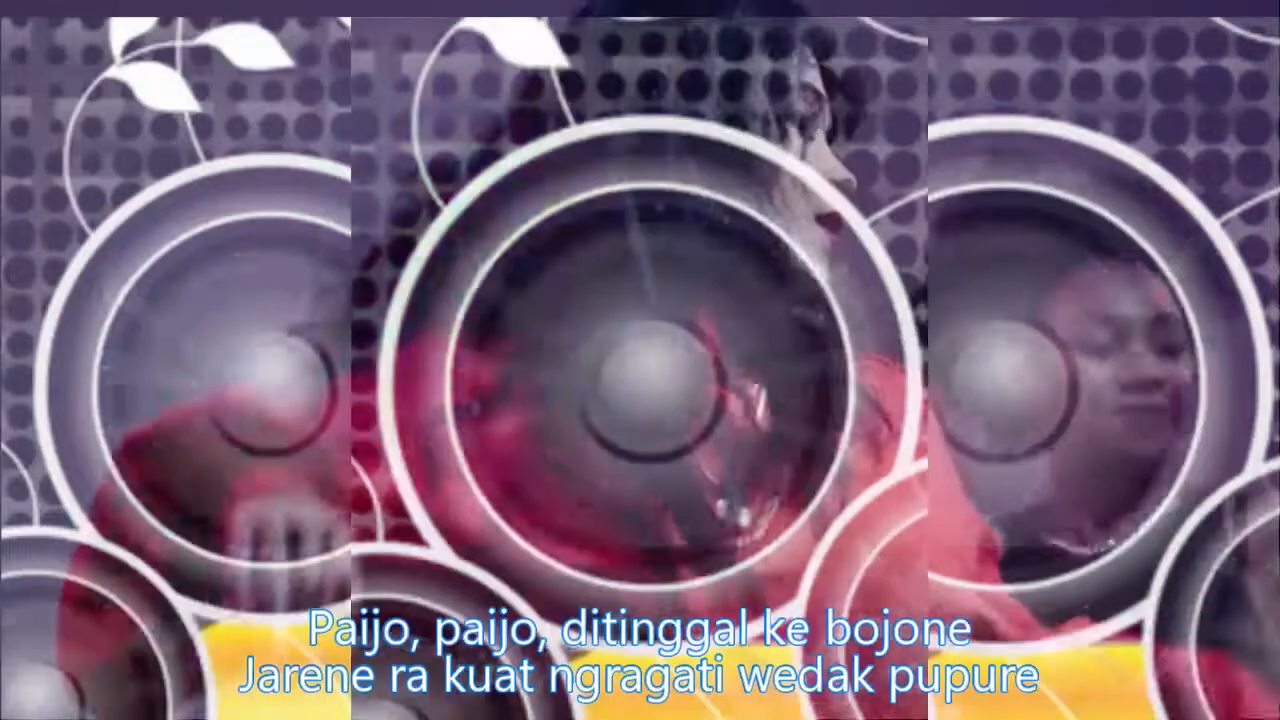 Paijo, paijo, ditinggal ke bojone
Jarene ra kuat ngragati wedak pupure